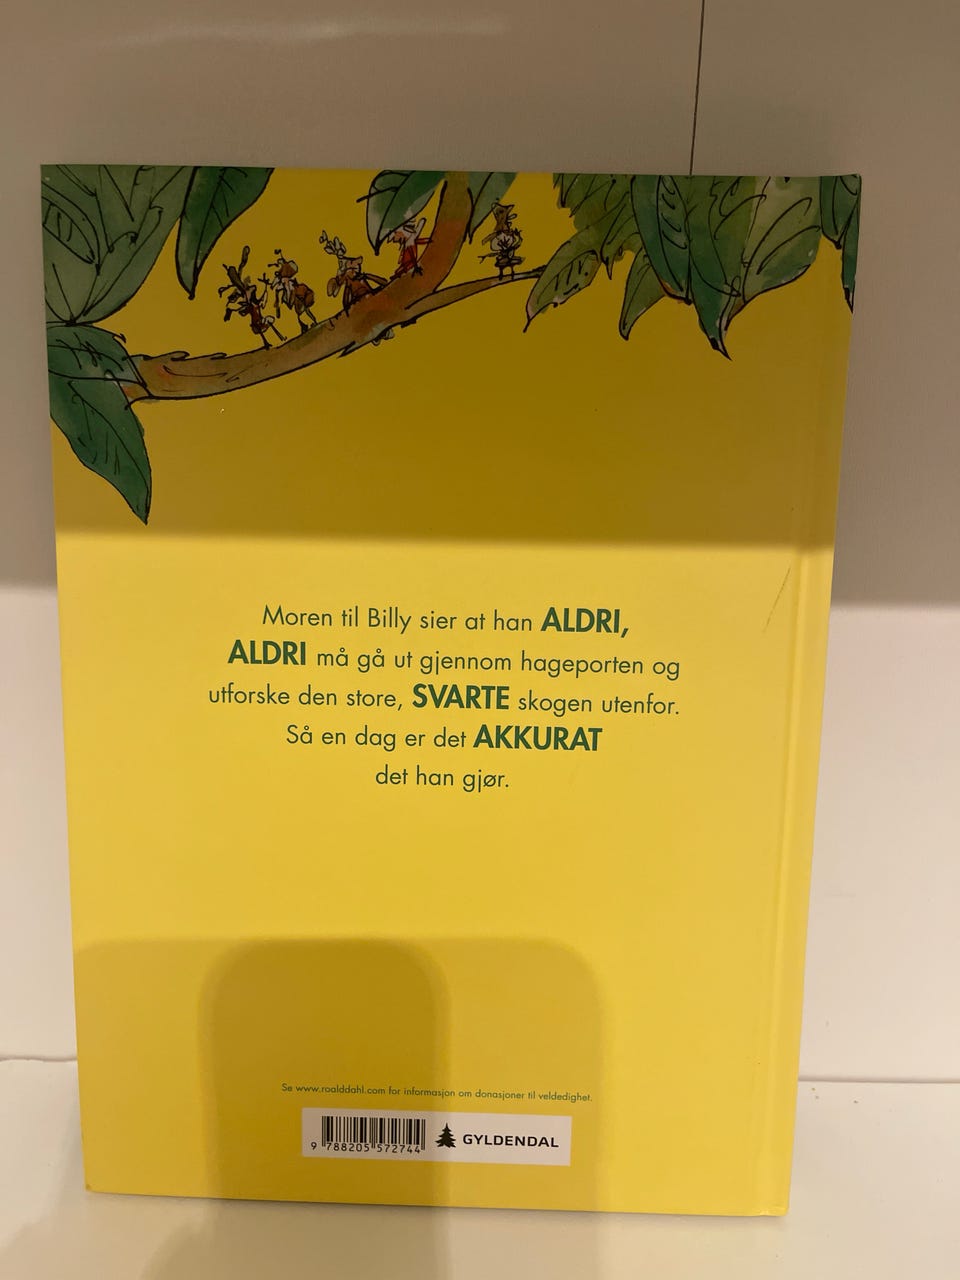 Moren til Billy sier at han ALDRI,
ALDRI må gå ut gjennom hageporten og
utforske den store, SVARTE skogen utenfor.
Så en dag er det AKKURAT
det han gjør.
Se www.roalddahl.com for informasjon om donasjoner til veldedighet.
9 788205 572744
GYLDENDAL